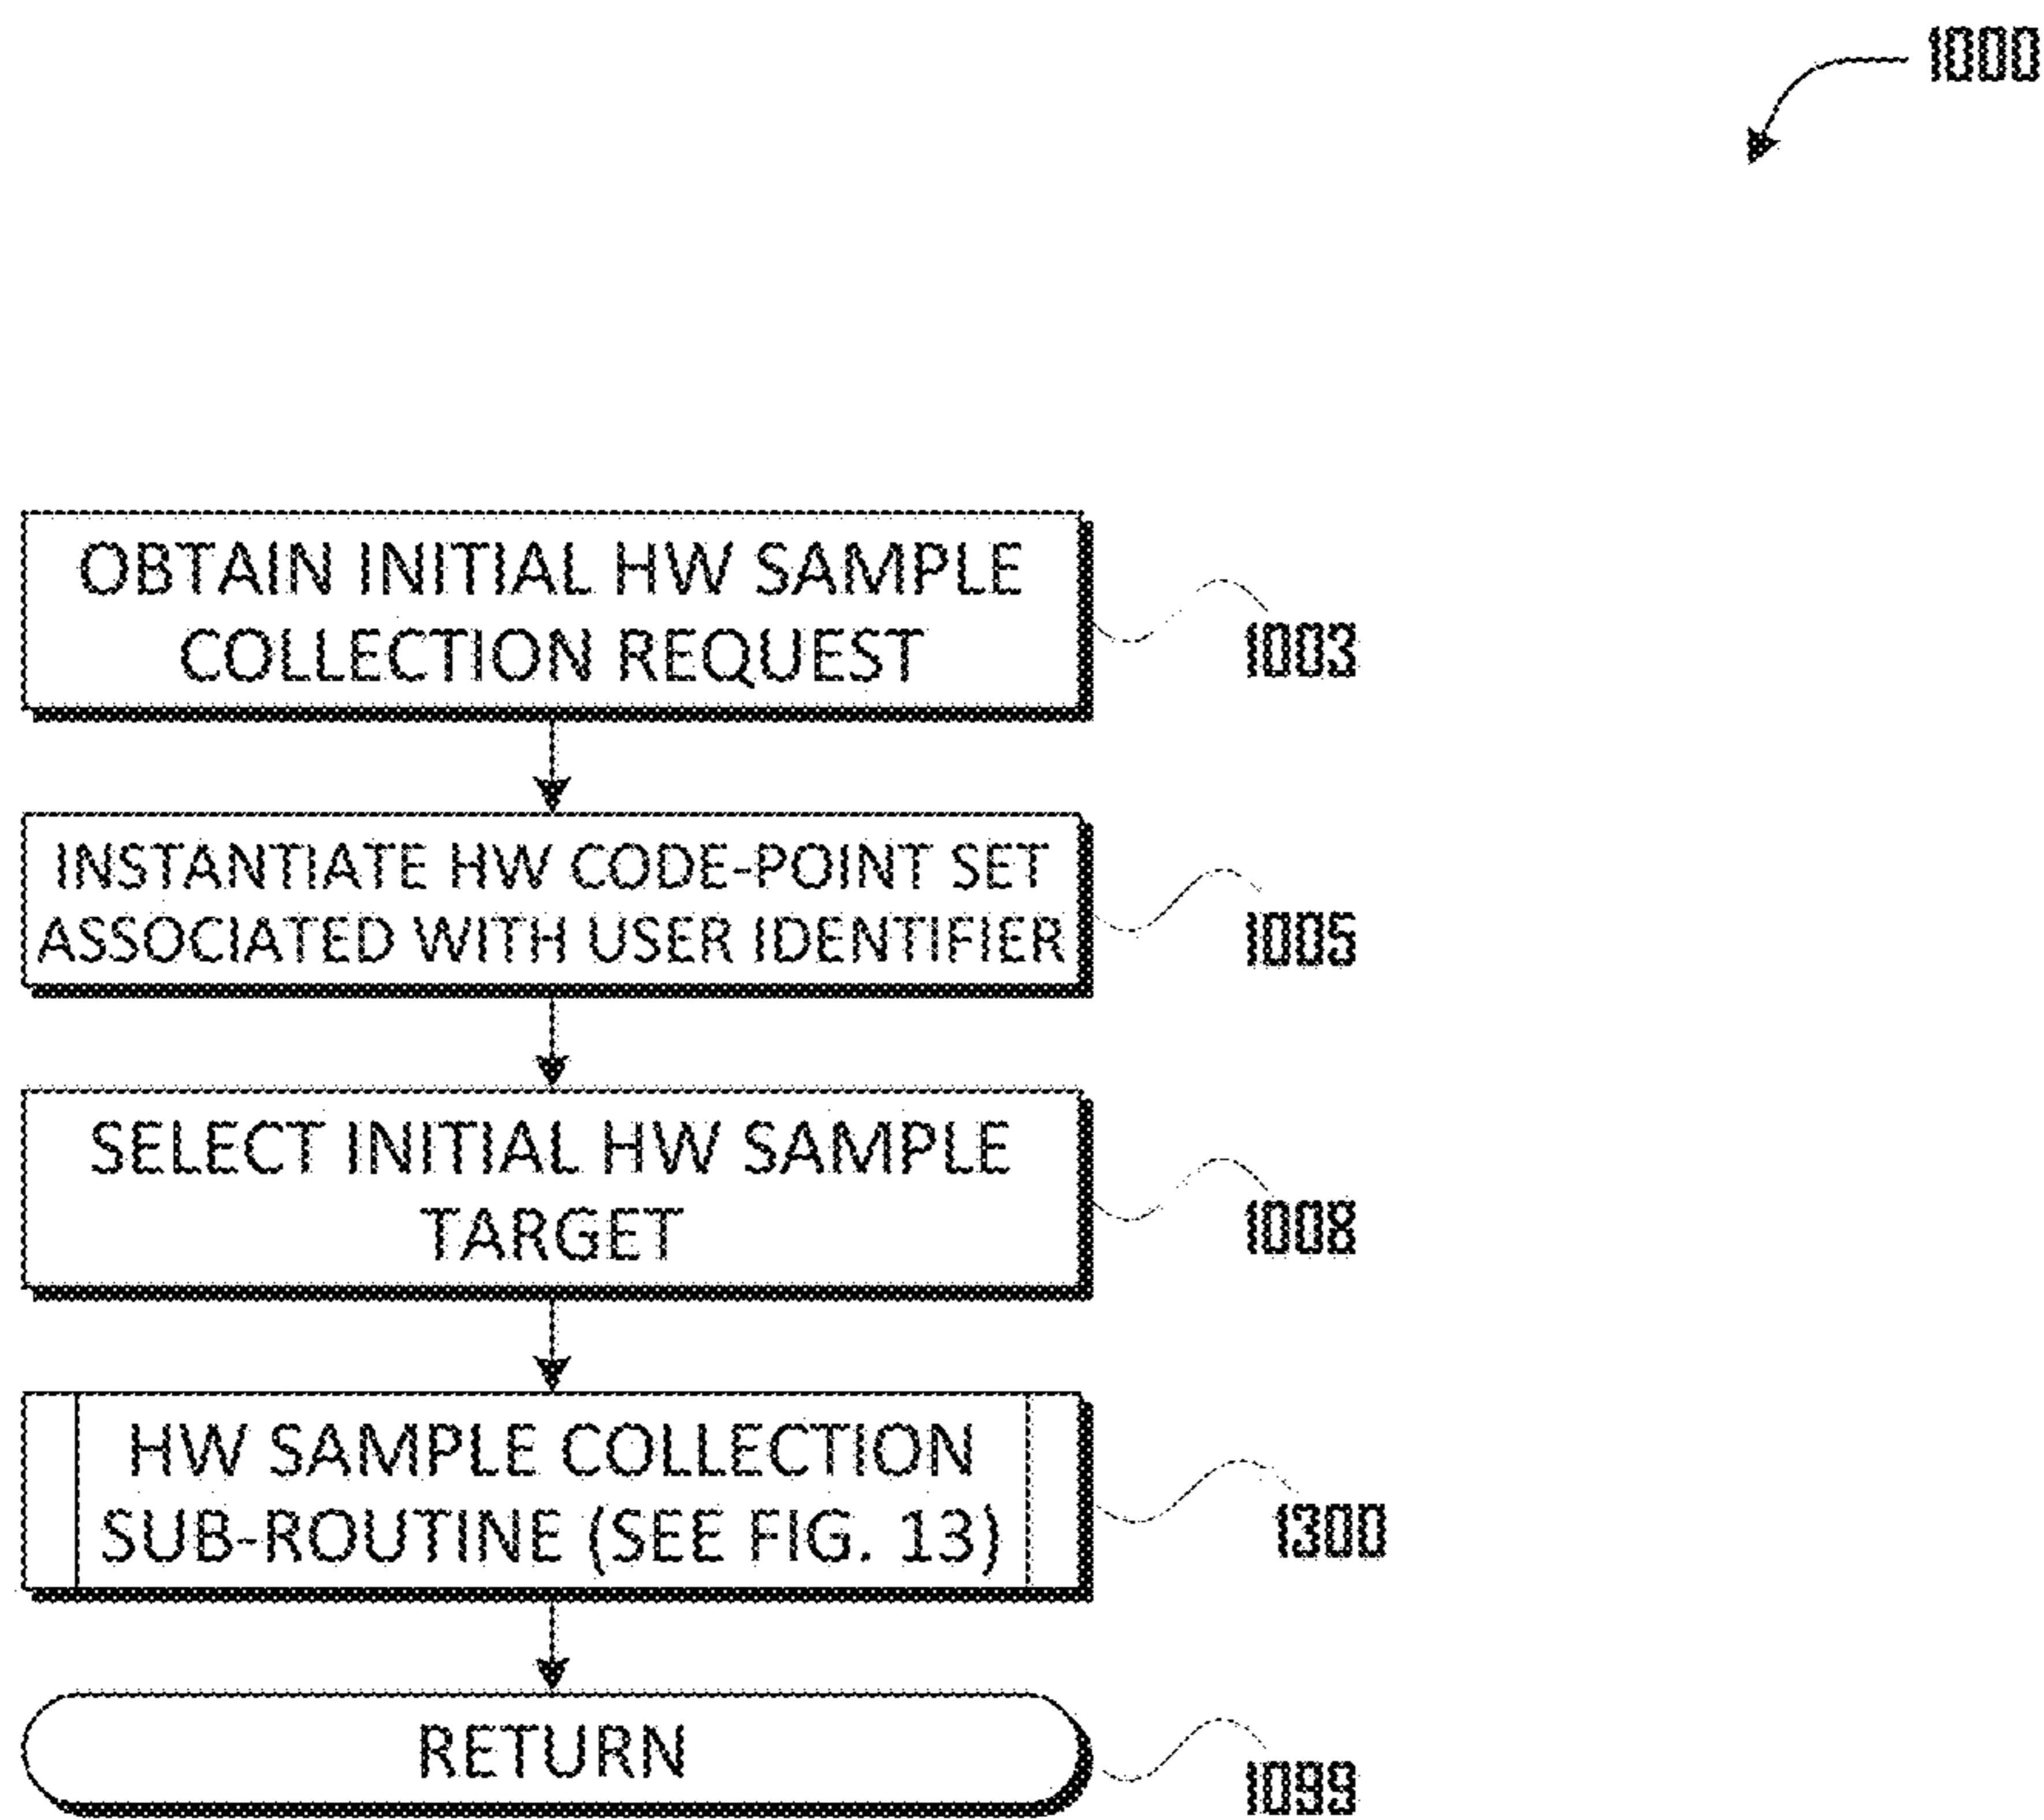 1000
OBTAIN INITIAL HW SAMPLE
COLLECTION REQUEST
1003
INSTANTIATE HW CODE-POINT SET
ASSOCIATED WITH USER IDENTIFIER
1005
SELECT INITIAL HW SAMPLE
TARGET
1008
HW SAMPLE COLLECTION
SUB-ROUTINE (SEE FIG. 13)
1300
RETURN
1099